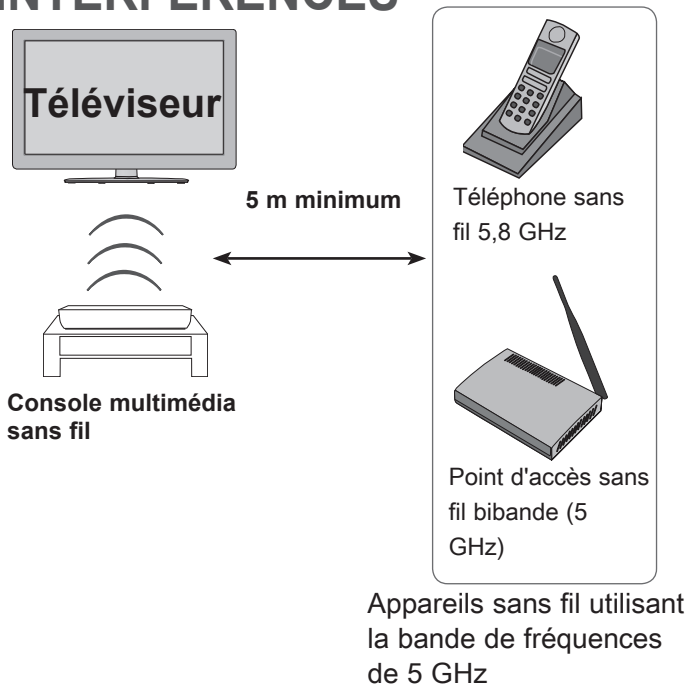 INTERFÉRENCES
Téléviseur
5 m minimum
Téléphone sans
fil 5,8 GHz
Console multimédia
sans fil
Point d'accès sans
fil bibande (5
GHz)
Appareils sans fil utilisant
la bande de fréquences
de 5 GHz